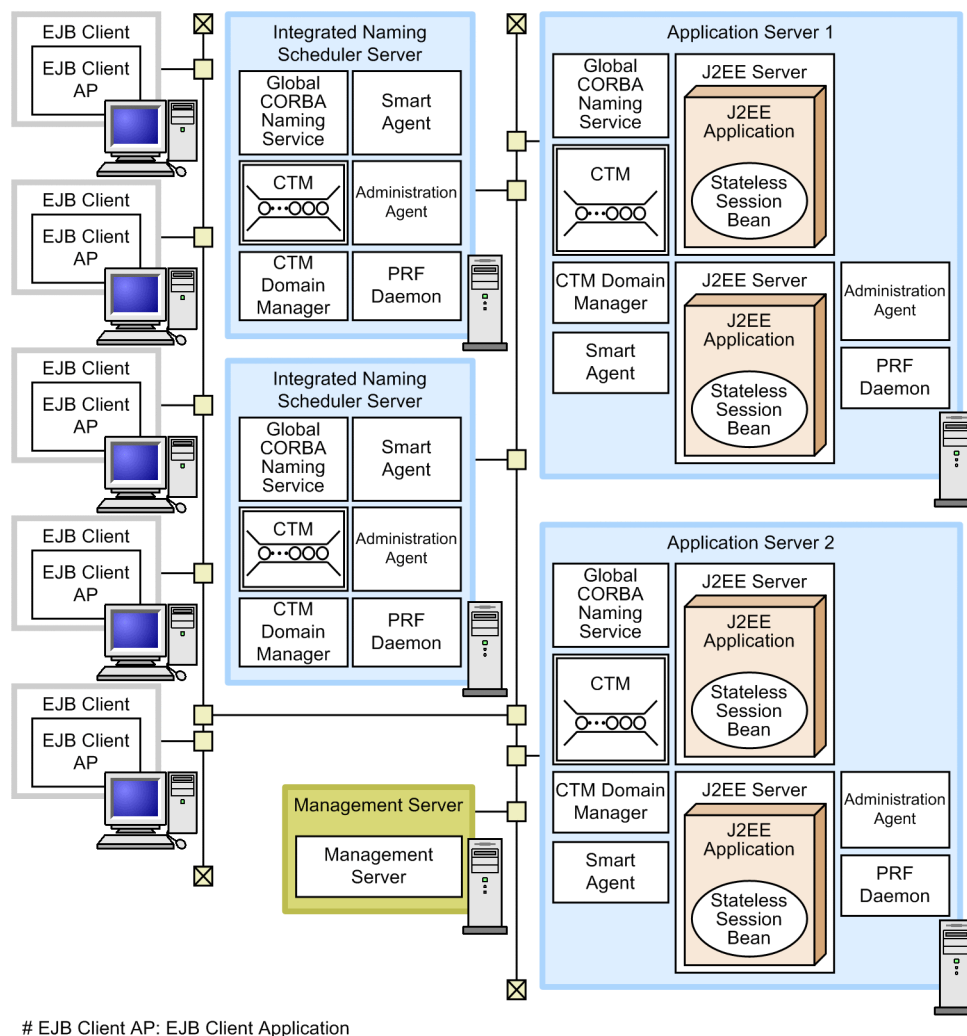 EJB Client
EJB Client
AP
EJB Client
EJB Client
AP
EJB Client
EJB Client
AP
EJB Client
EJB Client
AP
EJB Client
EJB Client
AP
Integrated Naming
Scheduler Server
Global
CORBA
Naming
Service
Smart
Agent
CTM
Administration
Agent
CTM
Domain
Manager
PRF
Daemon
Integrated Naming
Scheduler Server
Global
CORBA
Naming
Service
Smart
Agent
CTM
Administration
Agent
CTM
Domain
Manager
PRF
Daemon
Management Server
Management
Server
Application Server 1
Global
CORBA
Naming
Service
J2EE Server
J2EE
Application
Stateless
Session
Bean
CTM
CTM Domain
Manager
Smart
Agent
J2EE Server
J2EE
Application
Stateless
Session
Bean
Administration
Agent
PRF
Daemon
Application Server 2
Global
CORBA
Naming
Service
J2EE Server
J2EE
Application
Stateless
Session
Bean
CTM
CTM Domain
Manager
Smart
Agent
J2EE Server
J2EE
Application
Stateless
Session
Bean
Administration
Agent
PRF
Daemon
# EJB Client AP: EJB Client Application